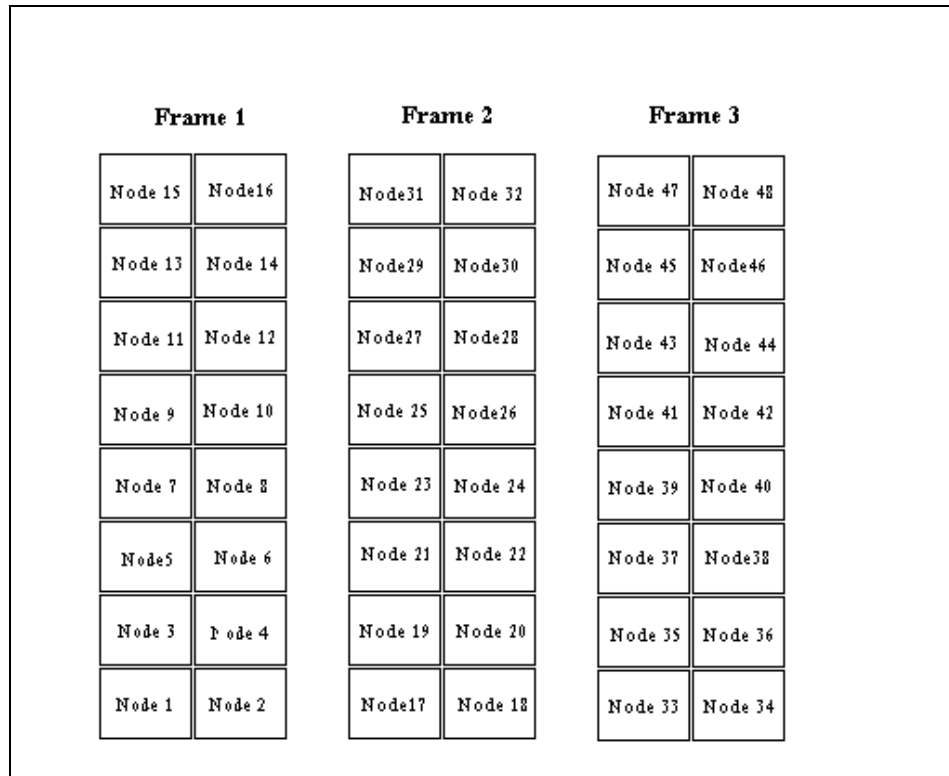 Frame 1 Frame 2 Frame 3
Node 15 Node16 Node31 Node 32 Node 47 Node 48
Node 13 Node 14 Node29 Node30 Node 45 Node46
Node 11 Node 12 Node27 Node28 Node 43 Node 44
Node 9 Node 10 Node 25 Node26 Node 41 Node 42
Node 7 Node 8 Node 23 Node 24 Node 39 Node 40
Node5 Node 6 Node 21 Node 22 Node 37 Node38
Node 3 Node 4 Node 19 Node 20 Node 35 Node 36
Node 1 Node 2 Node17 Node 18 Node 33 Node 34